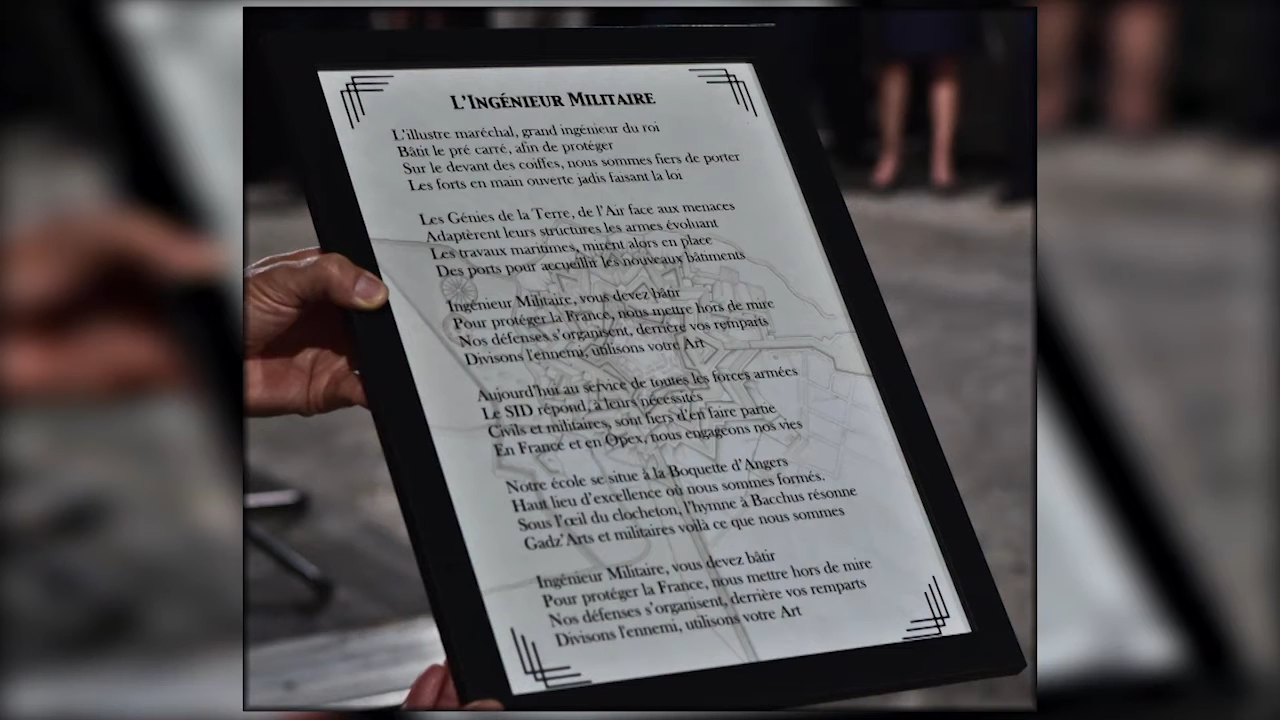 L'Ingénieur Militaire
L'illustre maréchal, grand ingénieur du roi
Bâtit le pré carré, afin de protéger
Sur le devant des coiffes, nous sommes fiers de porter
Les forts en main ouverte jadis faisant la loi
Les Génies de la Terre, de l'Air face aux menaces
Adaptèrent leurs structures les armes évoluant
Les travaux maritimes, mirent alors en place
Des ports pour accueillir les nouveaux bâtiments
Ingénieur Militaire, vous devez bâtir
Pour protéger la France, nous mettre hors de mire
Nos défenses s'organisent, derrière vos remparts
Divisons l'ennemi, utilisons votre Art
Aujourd'hui au service de toutes les forces armées
Le SID répond, à leurs nécessités
Civils et militaires, sont fiers d'en faire partie
En France et en Opex, nous engageons nos vies
Notre école se situe à la Boquette d'Angers
Haut lieu d'excellence où nous sommes formés.
Sous l'œil du clocheton, l'hymne à Bacchus résonne
Gadz'Arts et militaires voilà ce que nous sommes
Ingénieur Militaire, vous devez bâtir
Pour protéger la France, nous mettre hors de mire
Nos défenses s'organisent, derrière vos remparts
Divisons l'ennemi, utilisons votre Art